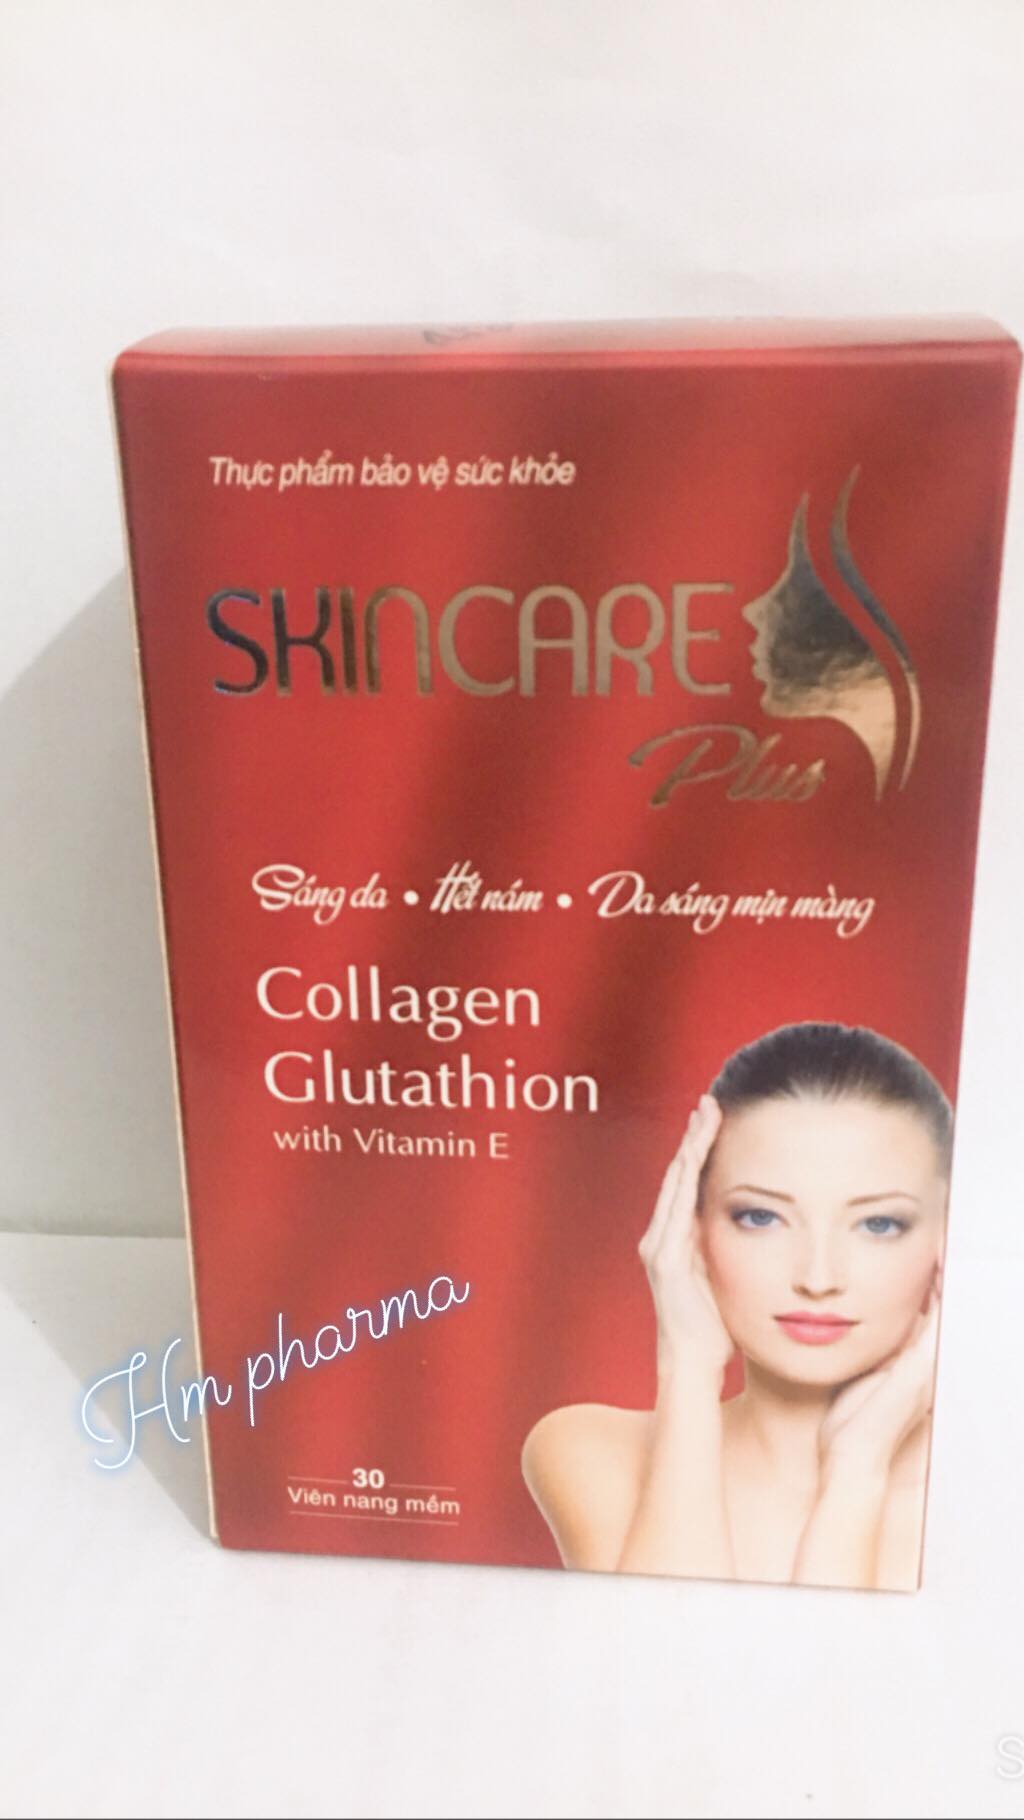 Thực phẩm bảo vệ sức khỏe
SKINCARE
Plus
Sáng da • Hết nám • Da sáng mịn màng
Collagen
Glutathion
with Vitamin E
Hm pharma
30
Viên nang mềm
S